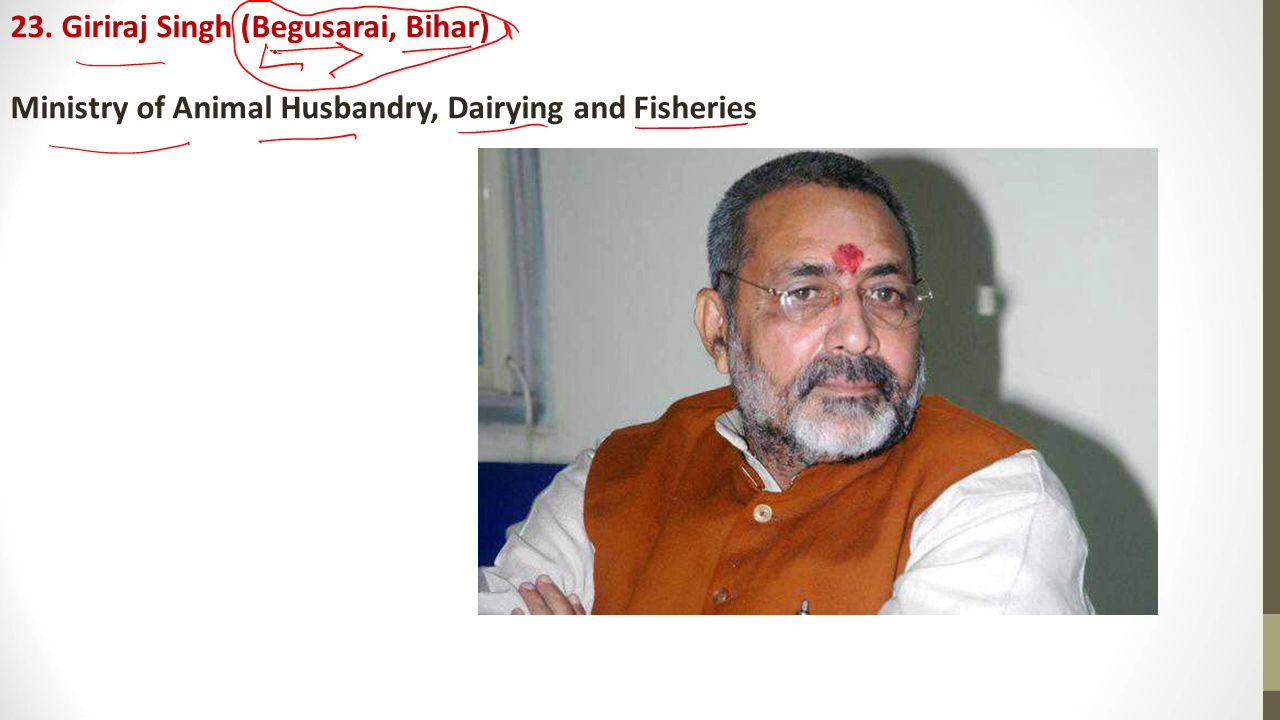 23. Giriraj Singh (Begusarai, Bihar)
Ministry of Animal Husbandry, Dairying and Fisheries